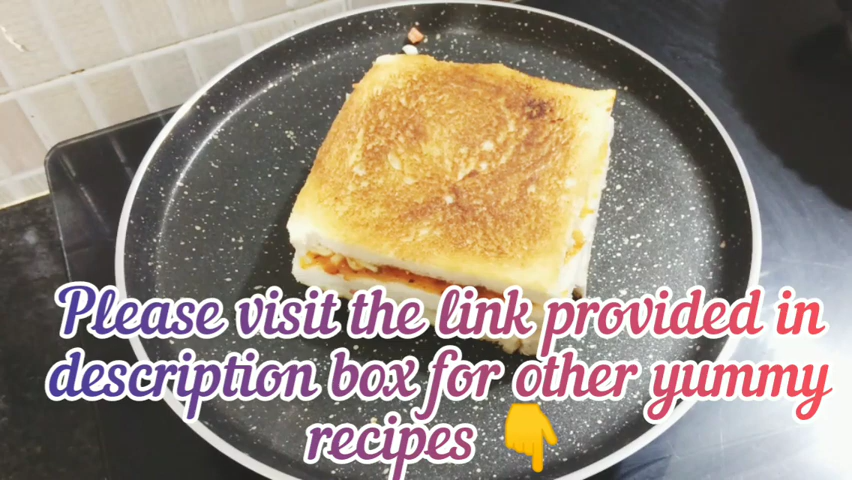 Please visit the link provided in
description box for other yummy
recipes 👇